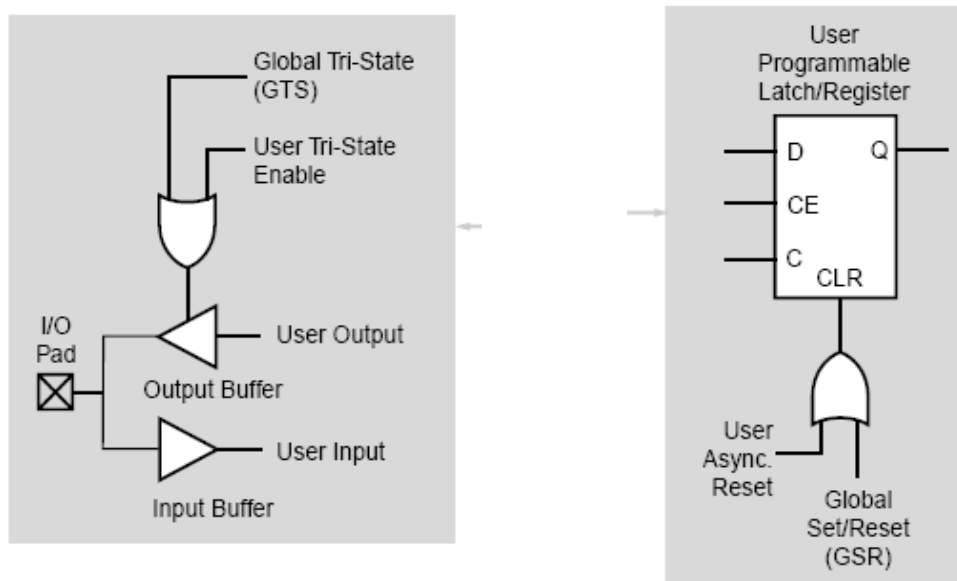 Global Tri-State
(GTS)
User Tri-State
Enable
I/O
Pad
User Output
Output Buffer
User Input
Input Buffer
User
Programmable
Latch/Register
D
Q
CE
C
CLR
User
Async.
Reset
Global
Set/Reset
(GSR)